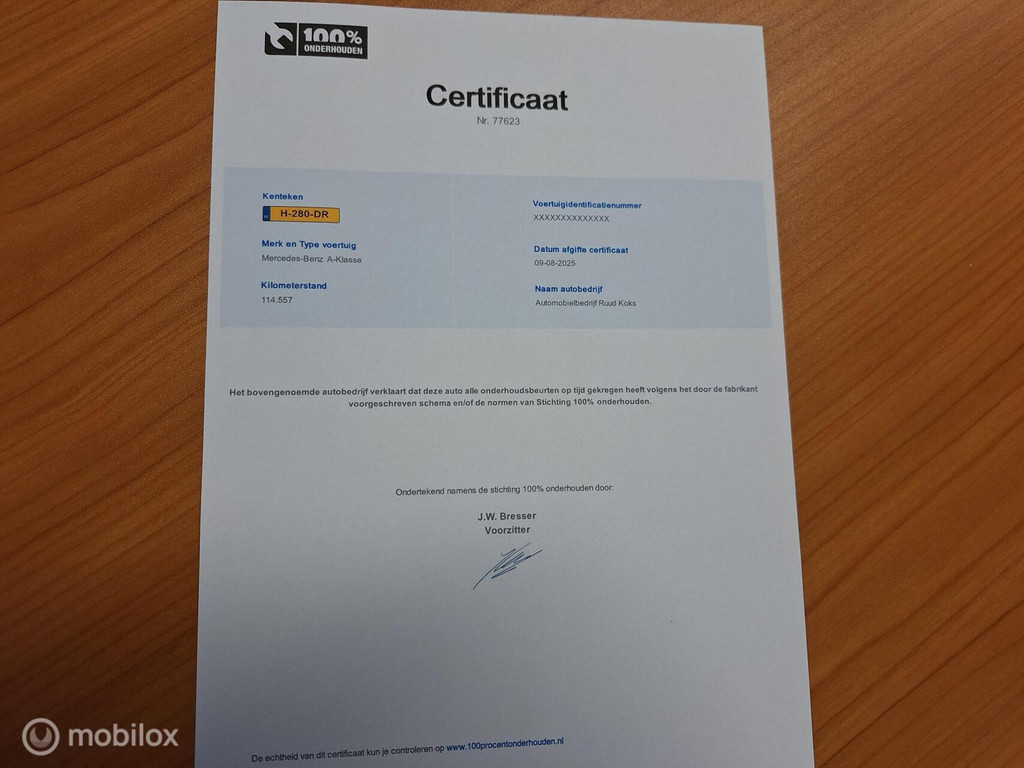 100%
ONDERHOUDEN
Certificaat
Nr. 77623
Kenteken
H-280-DR
Merk en Type voertuig
Mercedes-Benz A-Klasse
Kilometerstand
114.557
Voertuigidentificatienummer
XXXXXXXXXXXXXX
Datum afgifte certificaat
09-08-2025
Naam autobedrijf
Automobielbedrijf Ruud Koks
Het bovengenoemde autobedrijf verklaart dat deze auto alle onderhoudsbeurten op tijd gekregen heeft volgens het door de fabrikant
voorgeschreven schema en/of de normen van Stichting 100% onderhouden.
Ondertekend namens de stichting 100% onderhouden door:
J.W. Bresser
Voorzitter
De echtheid van dit certificaat kun je controleren op www.100procentonderhouden.nl
mobilox